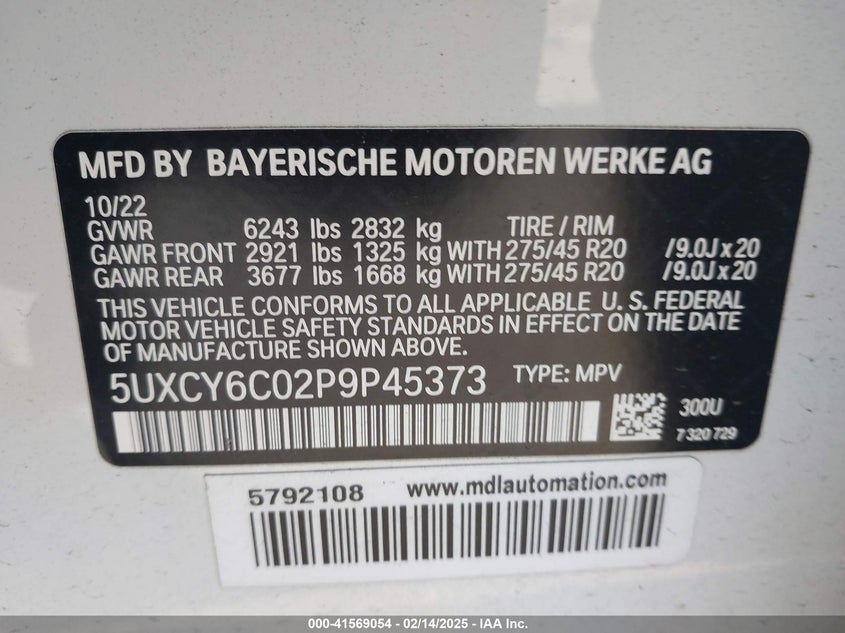 MFD BY BAYERISCHE MOTOREN WERKE AG
10/22
GVWR 6243 lbs 2832 kg TIRE / RIM
GAWR FRONT 2921 lbs 1325 kg WITH 275/45 R20 /9.0J x 20
GAWR REAR 3677 lbs 1668 kg WITH 275/45 R20 /9.0J x 20
THIS VEHICLE CONFORMS TO ALL APPLICABLE U. S. FEDERAL
MOTOR VEHICLE SAFETY STANDARDS IN EFFECT ON THE DATE
OF MANUFACTURE SHOWN ABOVE.
5UXCY6C02P9P45373 TYPE: MPV
300U
7 320 729
5792108 www.mdlautomation.com
000-41569054 — 02/14/2025 — IAA Inc.